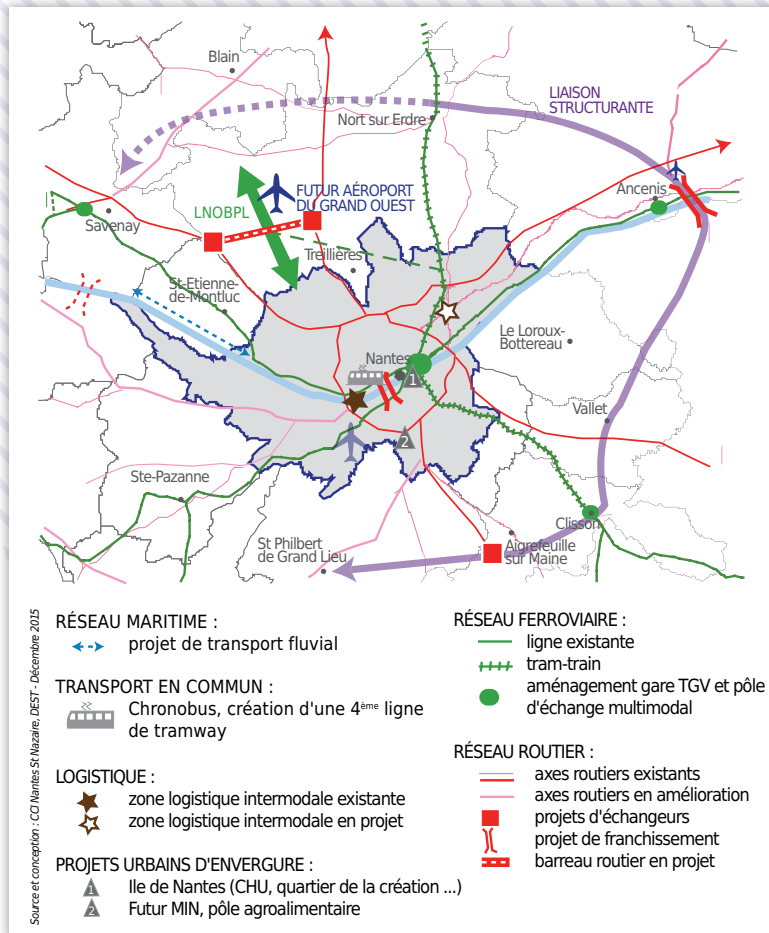 Blain
LIAISON
STRUCTURANTE
Nort sur Erdre
Ancenis
FUTUR AÉROPORT
DU GRAND OUEST
LNOBPL
Savenay
Treillières
St-Etienne-
de-Montluc
Le Loroux-
Bottereau
Nantes
1
Vallet
2
Ste-Pazanne
Clisson
St Philbert
de Grand Lieu
Aigrefeuille
sur Maine
RÉSEAU MARITIME :
projet de transport fluvial
TRANSPORT EN COMMUN :
Chronobus, création d'une 4ème ligne
de tramway
LOGISTIQUE :
zone logistique intermodale existante
zone logistique intermodale en projet
PROJETS URBAINS D'ENVERGURE :
1 Ile de Nantes (CHU, quartier de la création ...)
2 Futur MIN, pôle agroalimentaire
RÉSEAU FERROVIAIRE :
ligne existante
tram-train
aménagement gare TGV et pôle
d'échange multimodal
RÉSEAU ROUTIER :
axes routiers existants
axes routiers en amélioration
projets d'échangeurs
projet de franchissement
barreau routier en projet
Source et conception : CCI Nantes St Nazaire, DEST - Décembre 2015